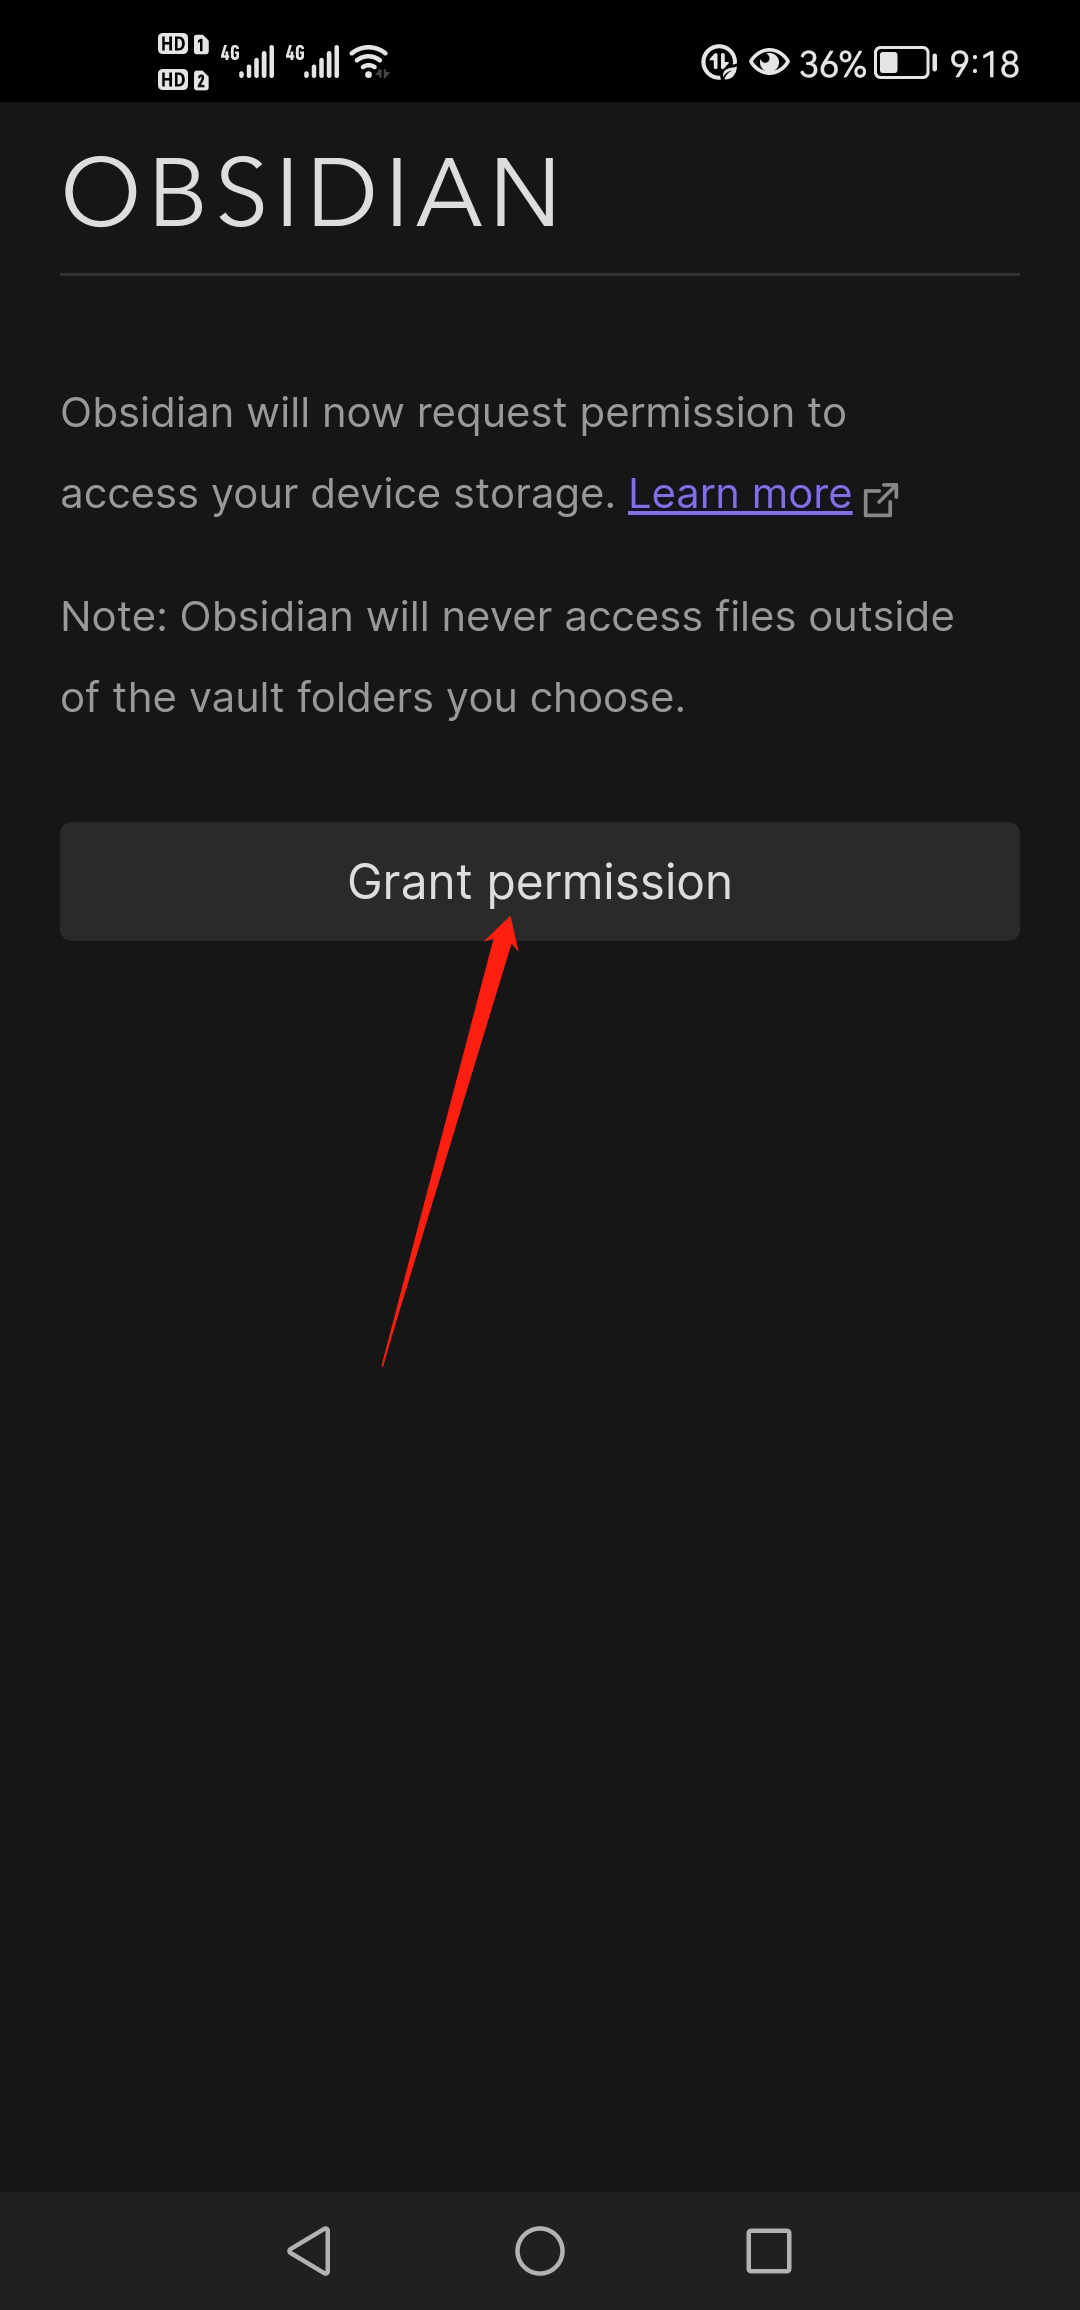 HD 1 4G 4G 36% 9:18
HD 2
OBSIDIAN
Obsidian will now request permission to
access your device storage. Learn more
Note: Obsidian will never access files outside
of the vault folders you choose.
Grant permission